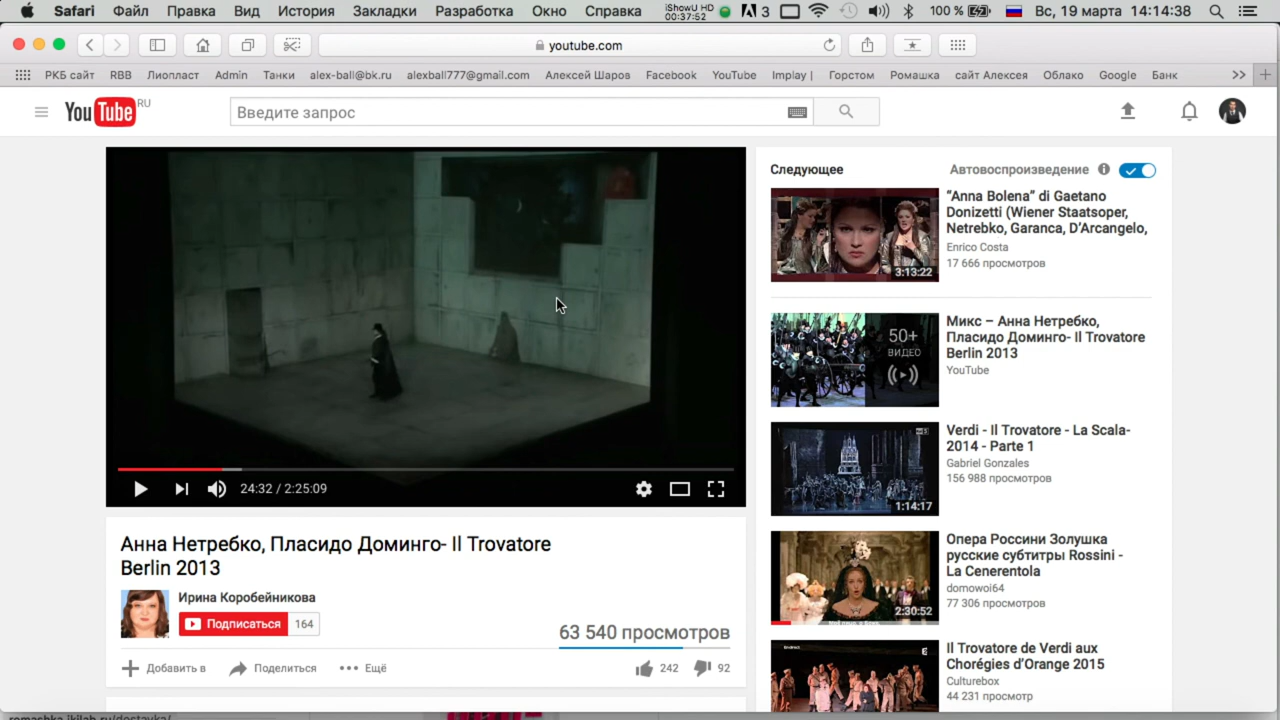 Safari Файл Правка Вид История Закладки Разработка Окно Справка iShowU HD 00:37:52 3 100 % Вс, 19 марта 14:14:38
youtube.com
РКБ сайт RBB Лиопласт Admin Танки alex-ball@bk.ru alexball777@gmail.com Алексей Шаров Facebook YouTube Implay | Горстом Ромашка сайт Алексея Облако Google Банк >> +
YouTube RU Введите запрос
Следующее Автовоспроизведение
"Anna Bolena" di Gaetano
Donizetti (Wiener Staatsoper,
Netrebko, Garanca, D'Arcangelo,
Enrico Costa
17 666 просмотров
3:13:22
Микс – Анна Нетребко,
Пласидо Доминго- Il Trovatore
Berlin 2013
YouTube
50+
ВИДЕО
Verdi - Il Trovatore - La Scala-
2014 - Parte 1
Gabriel Gonzales
156 988 просмотров
1:14:17
Опера Россини Золушка
русские субтитры Rossini -
La Cenerentola
domowoi64
77 306 просмотров
2:30:52
Il Trovatore de Verdi aux
Chorégies d'Orange 2015
Culturebox
44 231 просмотр
24:32 / 2:25:09
Анна Нетребко, Пласидо Доминго- Il Trovatore
Berlin 2013
Ирина Коробейникова
Подписаться 164
63 540 просмотров
Добавить в Поделиться Ещё 242 92